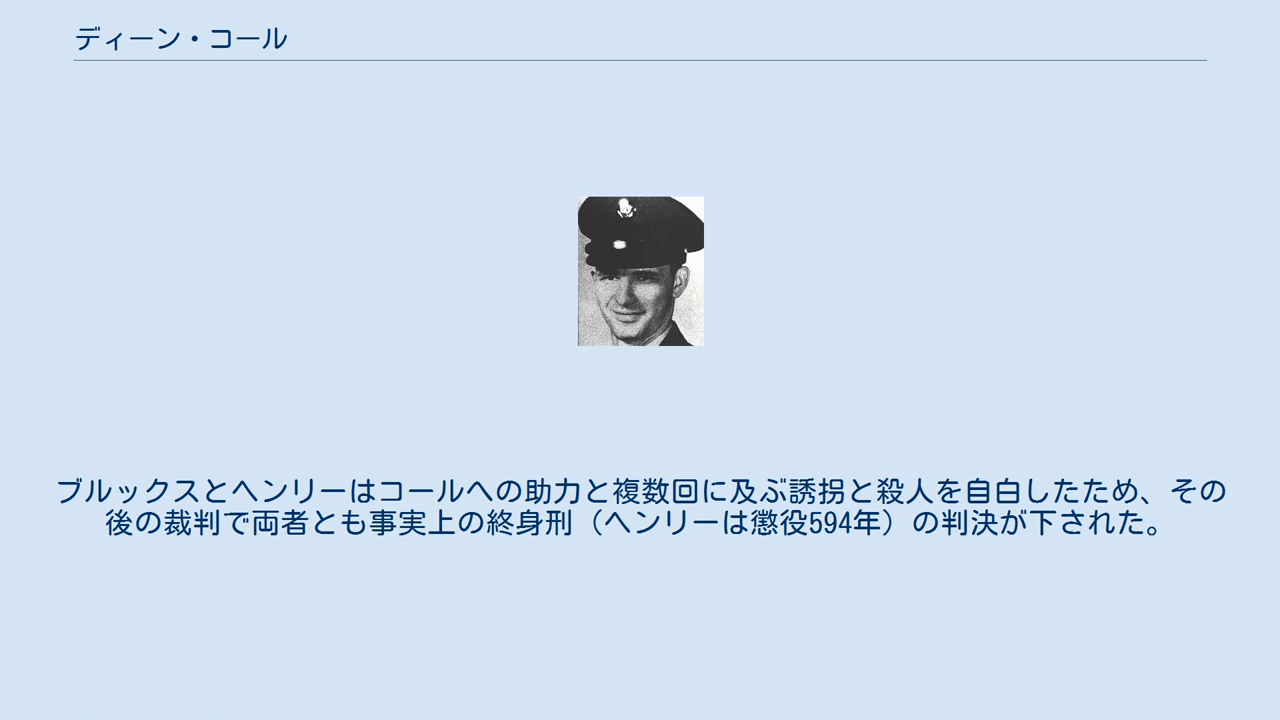 ディーン・コール
ブルックスとヘンリーはコールへの助力と複数回に及ぶ誘拐と殺人を自白したため、その
後の裁判で両者とも事実上の終身刑（ヘンリーは懲役594年）の判決が下された。